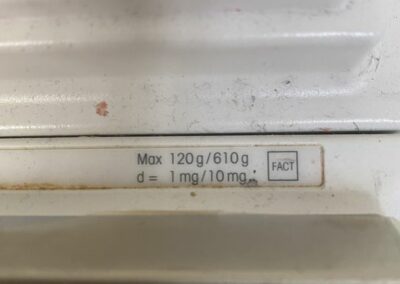 Max 120g/610g
d = 1mg/10mg
FACT